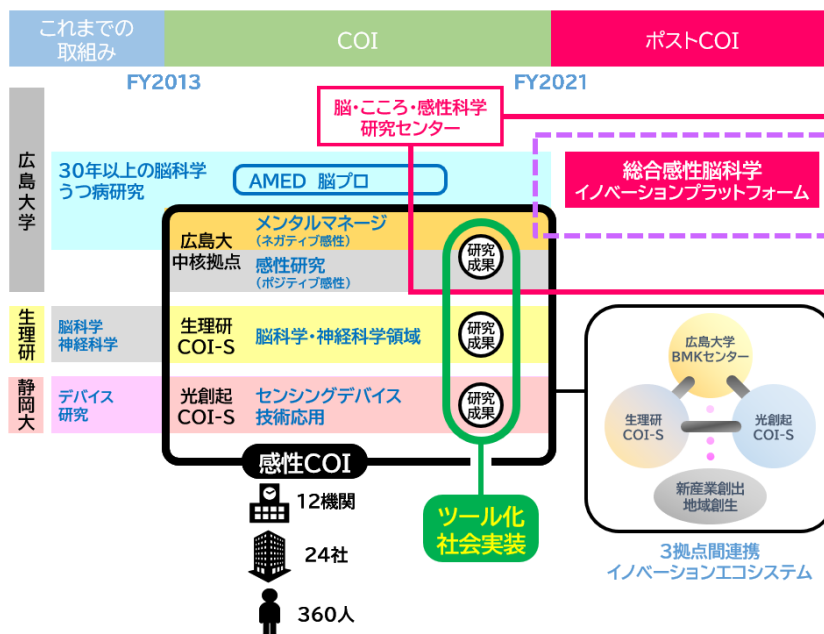 これまでの
取組み
COI
ポストCOI
FY2013
FY2021
脳・こころ・感性科学
研究センター
広島大学
30年以上の脳科学
うつ病研究
AMED 脳プロ
総合感性脳科学
イノベーションプラットフォーム
広島大
中核拠点
メンタルマネージ
(ネガティブ感性)
感性研究
(ポジティブ感性)
研究
成果
生理研
脳科学
神経科学
生理研
COI-S
脳科学・神経科学領域
研究
成果
静岡大
デバイス
研究
光創起
COI-S
センシングデバイス
技術応用
研究
成果
感性COI
12機関
24社
360人
ツール化
社会実装
広島大学
BMKセンター
生理研
COI-S
光創起
COI-S
新産業創出
地域創生
3拠点間連携
イノベーションエコシステム